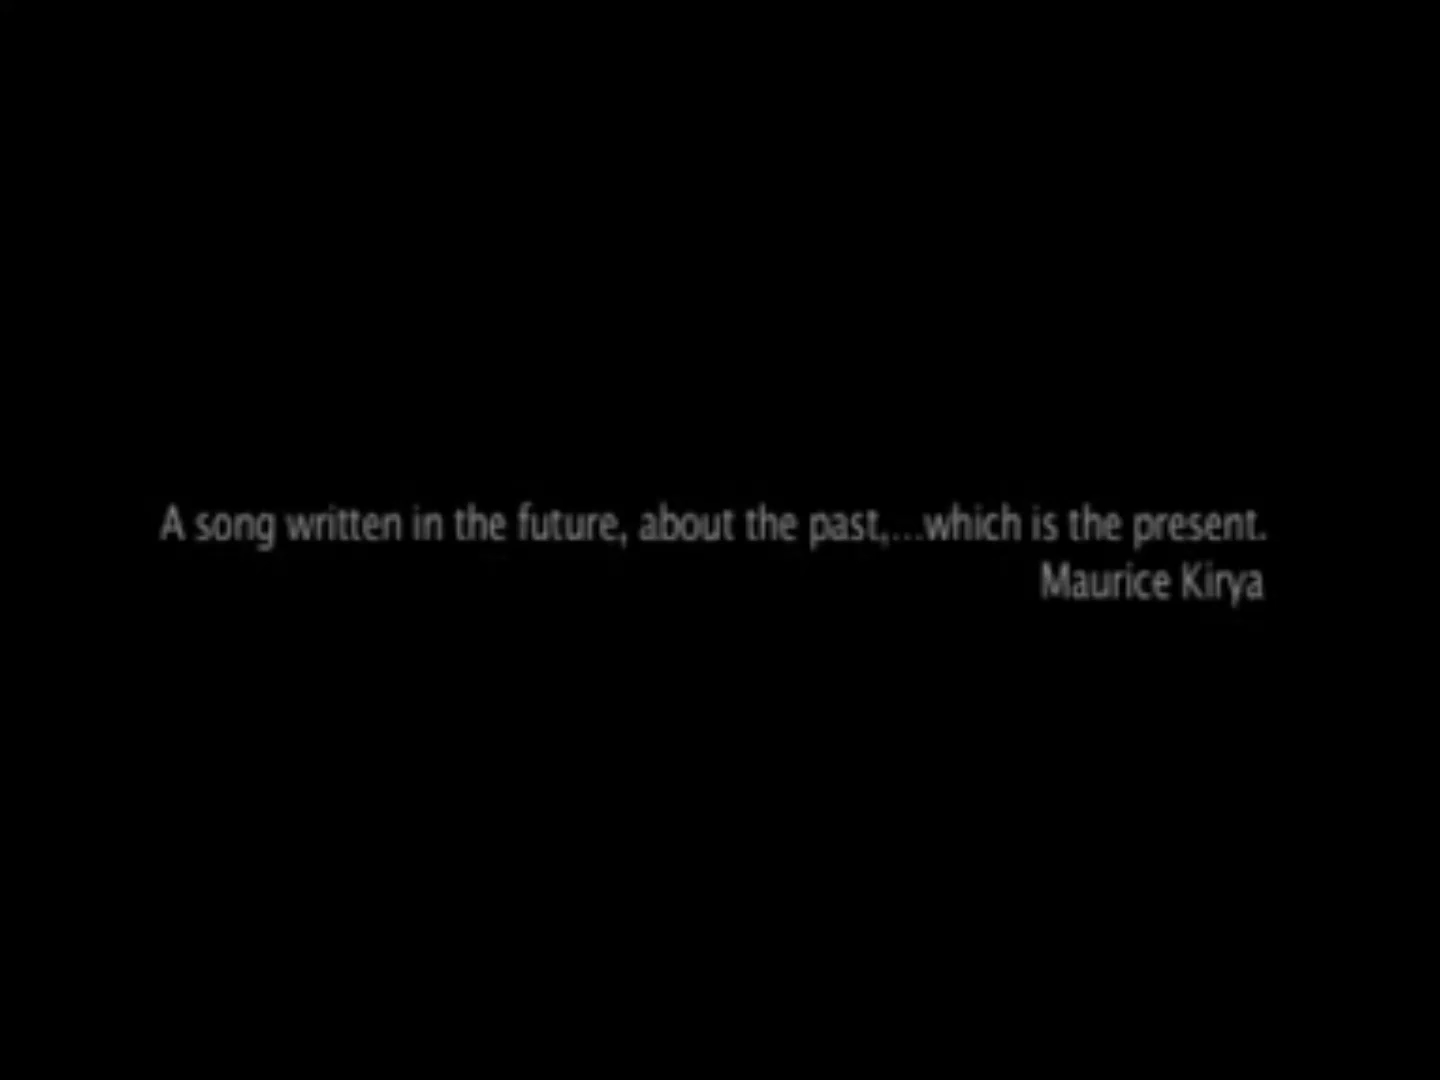 A song written in the future, about the past,...which is the present.
Maurice Kirya